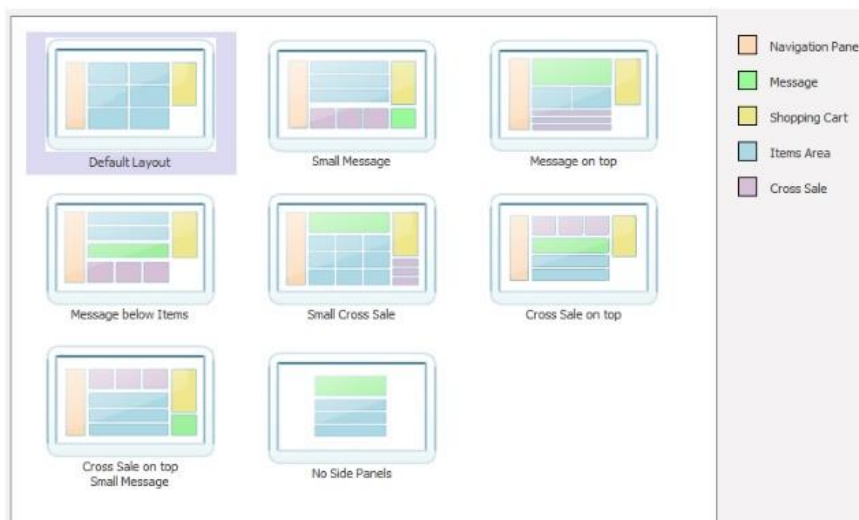 Default Layout
Small Message
Message on top
Message below Items
Small Cross Sale
Cross Sale on top
Cross Sale on top
Small Message
No Side Panels
Navigation Pane
Message
Shopping Cart
Items Area
Cross Sale